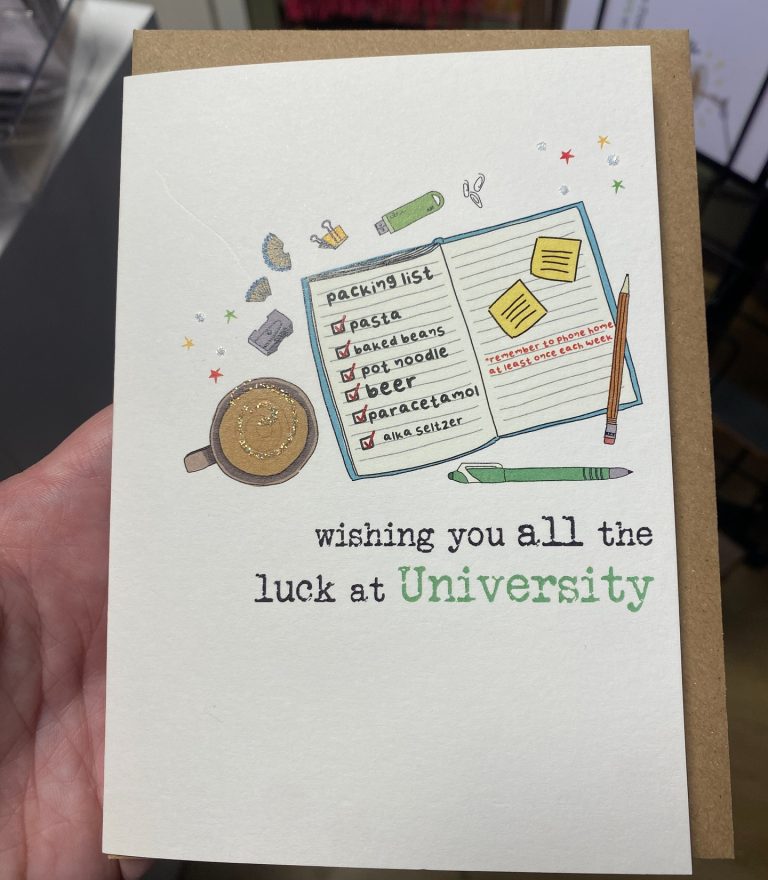 packing list
pasta
baked beans
pot noodle
beer
paracetamol
alka seltzer
*remember to phone home
at least once each week
wishing you all the
luck at University